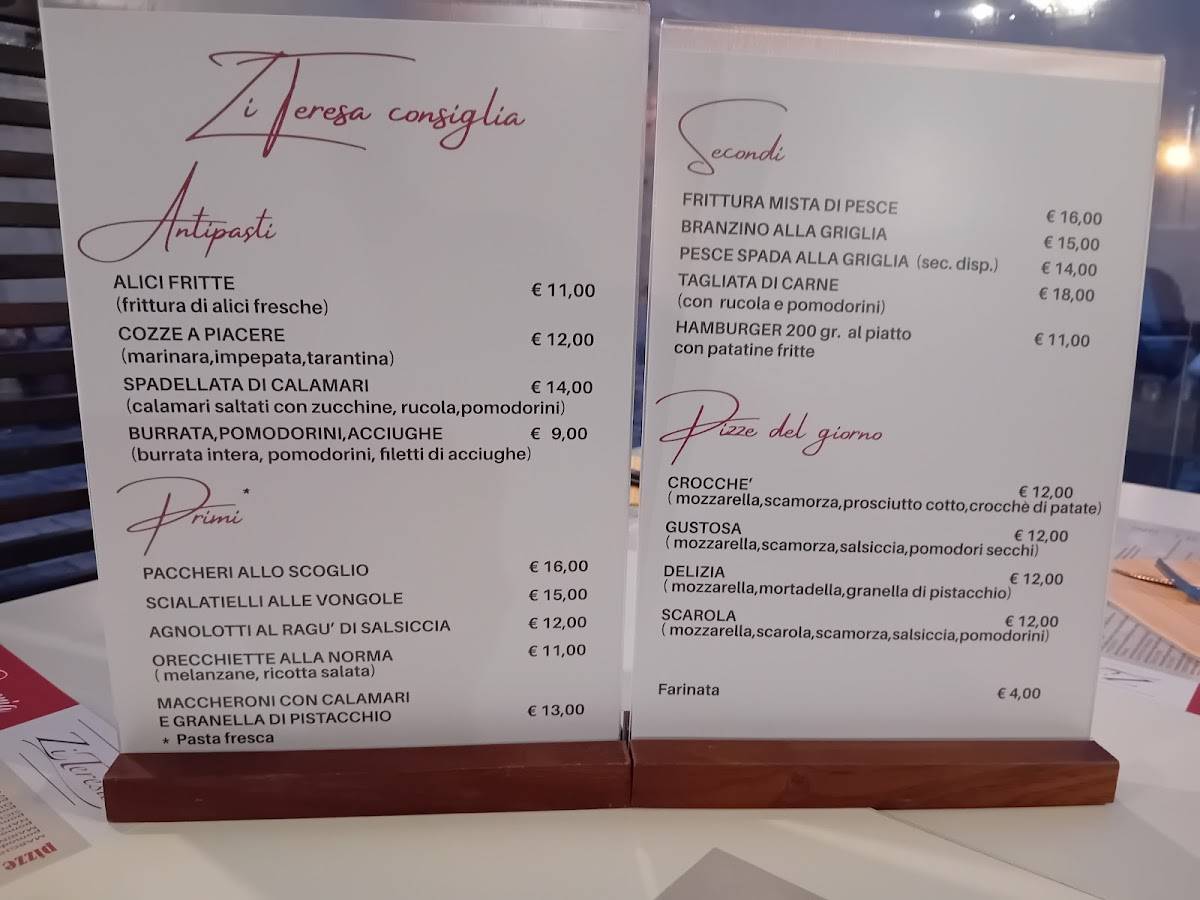 Zi Teresa consiglia
Antipasti
ALICI FRITTE € 11,00
(frittura di alici fresche)
COZZE A PIACERE € 12,00
(marinara,impepata,tarantina)
SPADELLATA DI CALAMARI € 14,00
(calamari saltati con zucchine, rucola,pomodorini)
BURRATA,POMODORINI,ACCIUGHE € 9,00
(burrata intera, pomodorini, filetti di acciughe)
Primi *
PACCHERI ALLO SCOGLIO € 16,00
SCIALATIELLI ALLE VONGOLE € 15,00
AGNOLOTTI AL RAGU’ DI SALSICCIA € 12,00
ORECCHIETTE ALLA NORMA € 11,00
( melanzane, ricotta salata)
MACCHERONI CON CALAMARI
E GRANELLA DI PISTACCHIO € 13,00
* Pasta fresca
Secondi
FRITTURA MISTA DI PESCE € 16,00
BRANZINO ALLA GRIGLIA € 15,00
PESCE SPADA ALLA GRIGLIA (sec. disp.) € 14,00
TAGLIATA DI CARNE € 18,00
(con rucola e pomodorini)
HAMBURGER 200 gr. al piatto € 11,00
con patatine fritte
Pizze del giorno
CROCCHE’ € 12,00
( mozzarella,scamorza,prosciutto cotto,crocchè di patate)
GUSTOSA € 12,00
( mozzarella,scamorza,salsiccia,pomodori secchi)
DELIZIA € 12,00
( mozzarella,mortadella,granella di pistacchio)
SCAROLA € 12,00
( mozzarella,scarola,scamorza,salsiccia,pomodorini)
Farinata € 4,00
Zi Teresa
pizze